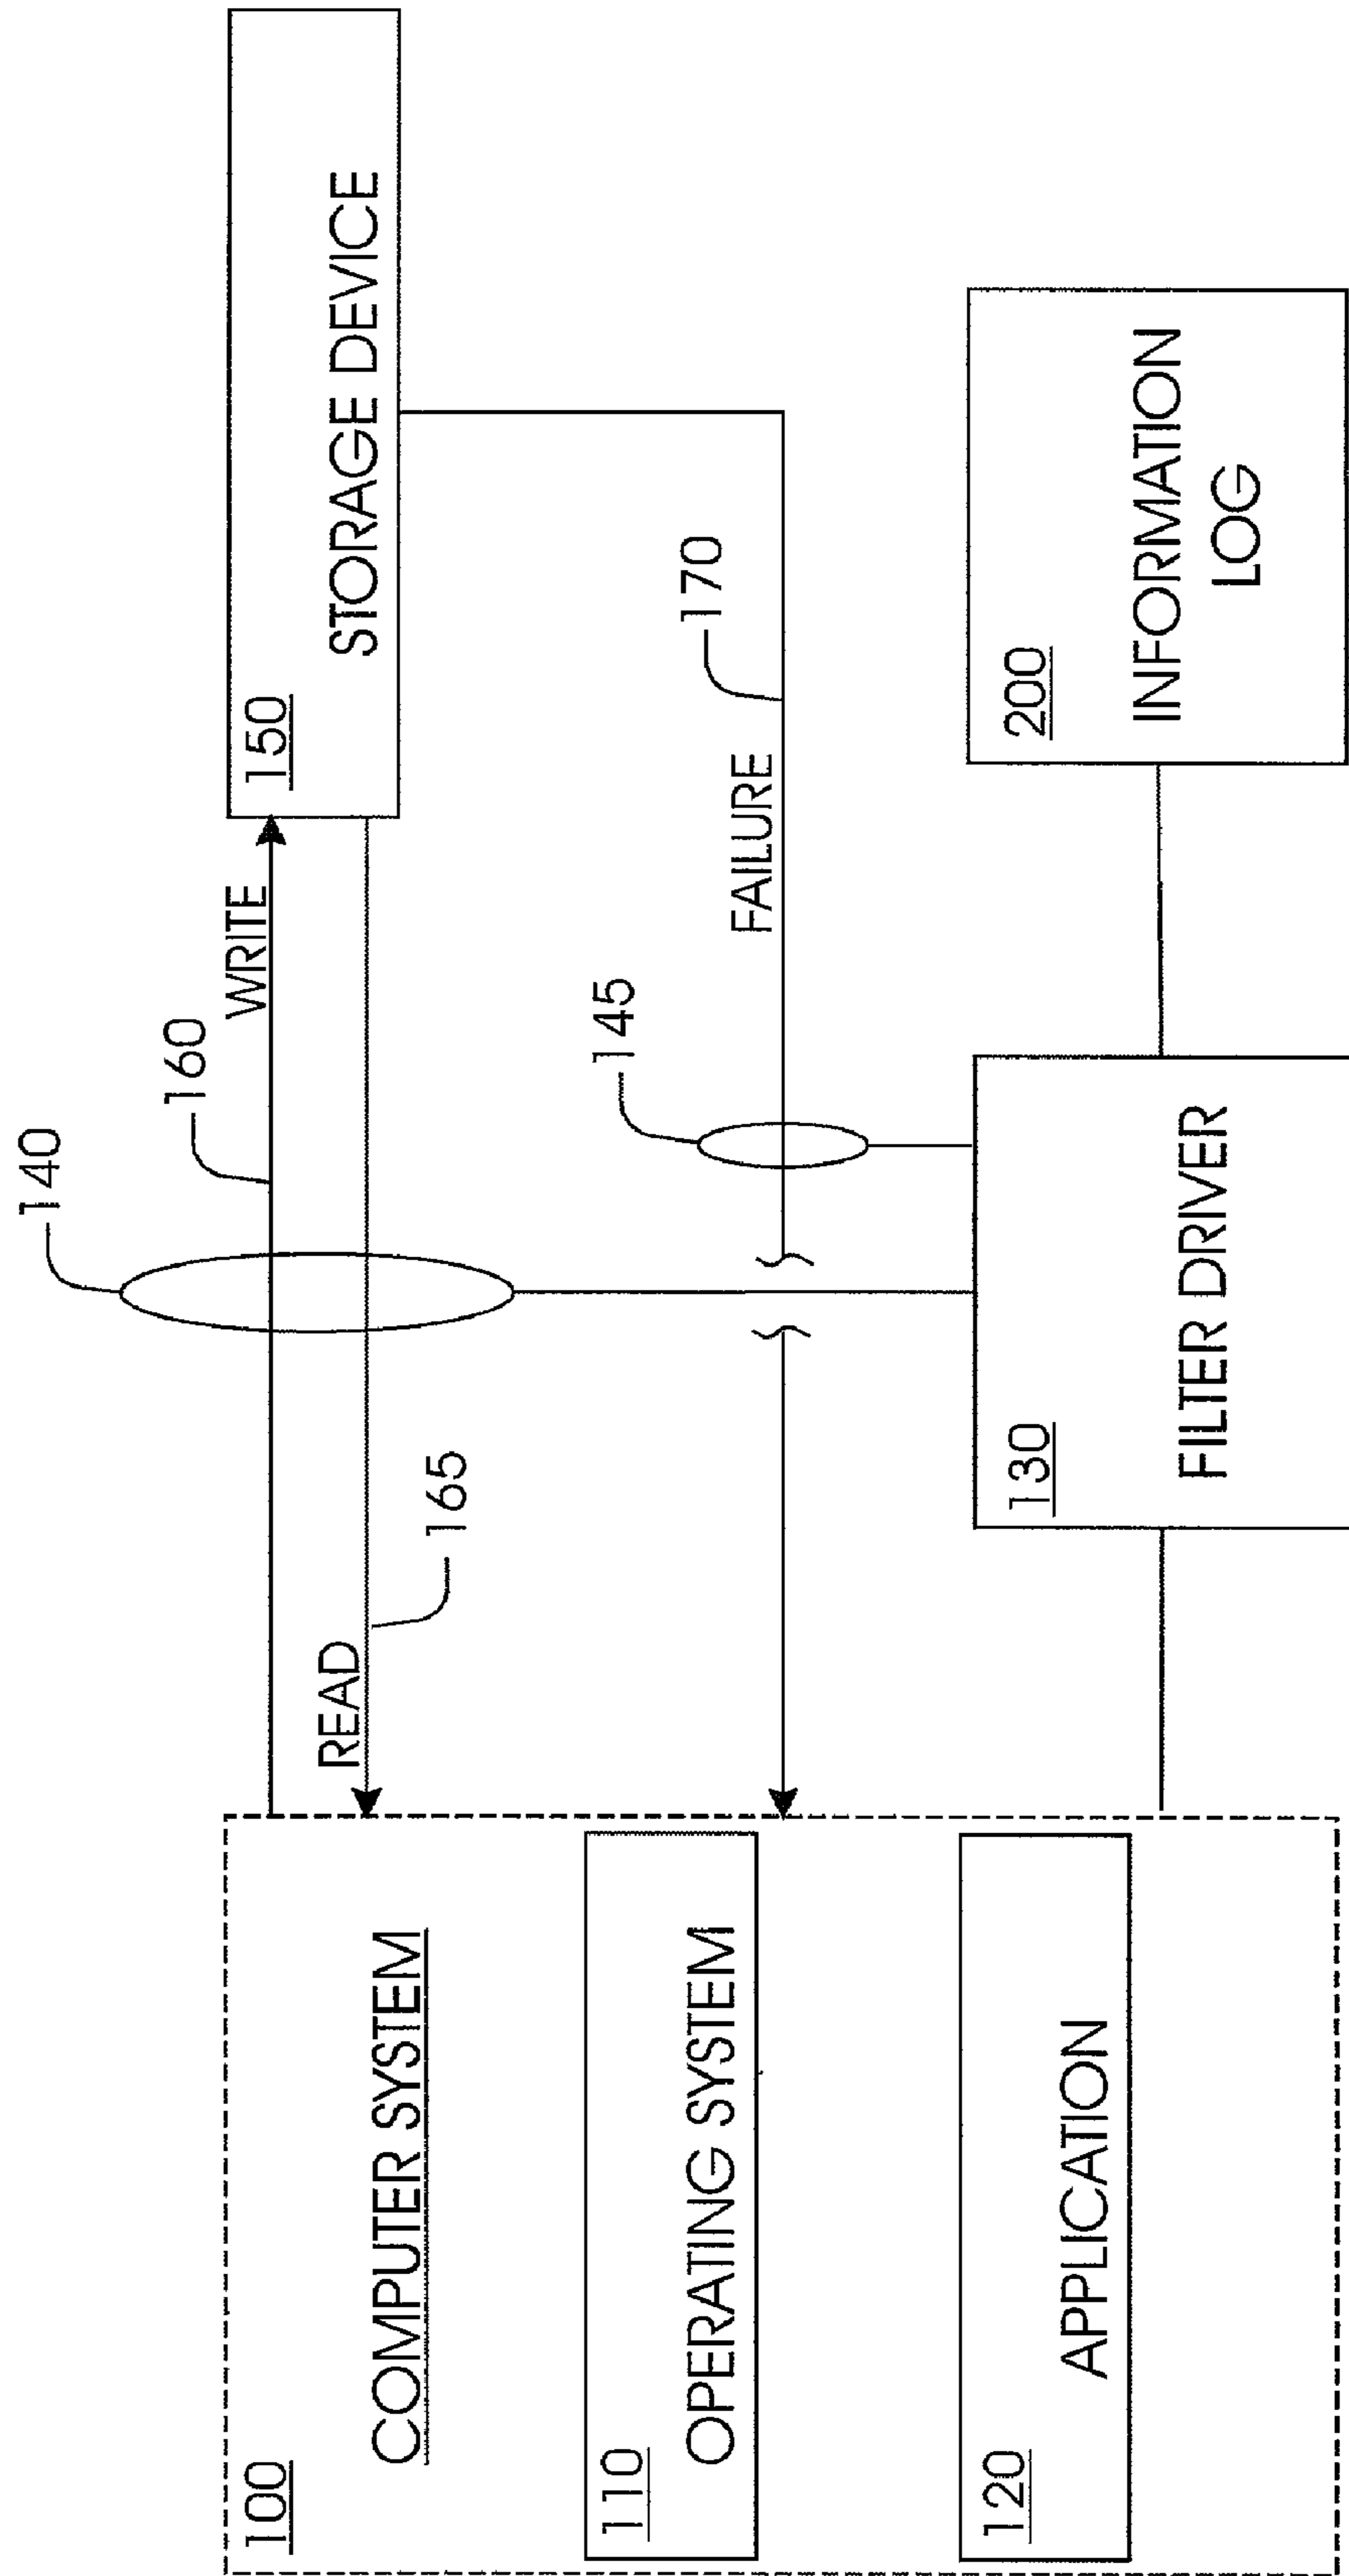 140
160
WRITE
150
STORAGE DEVICE
READ
165
100
COMPUTER SYSTEM
145
170
FAILURE
110
OPERATING SYSTEM
120
APPLICATION
130
FILTER DRIVER
200
INFORMATION
LOG